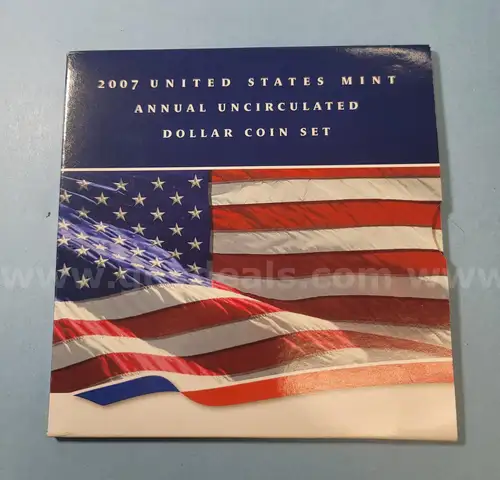 2007 UNITED STATES MINT
ANNUAL UNCIRCULATED
DOLLAR COIN SET